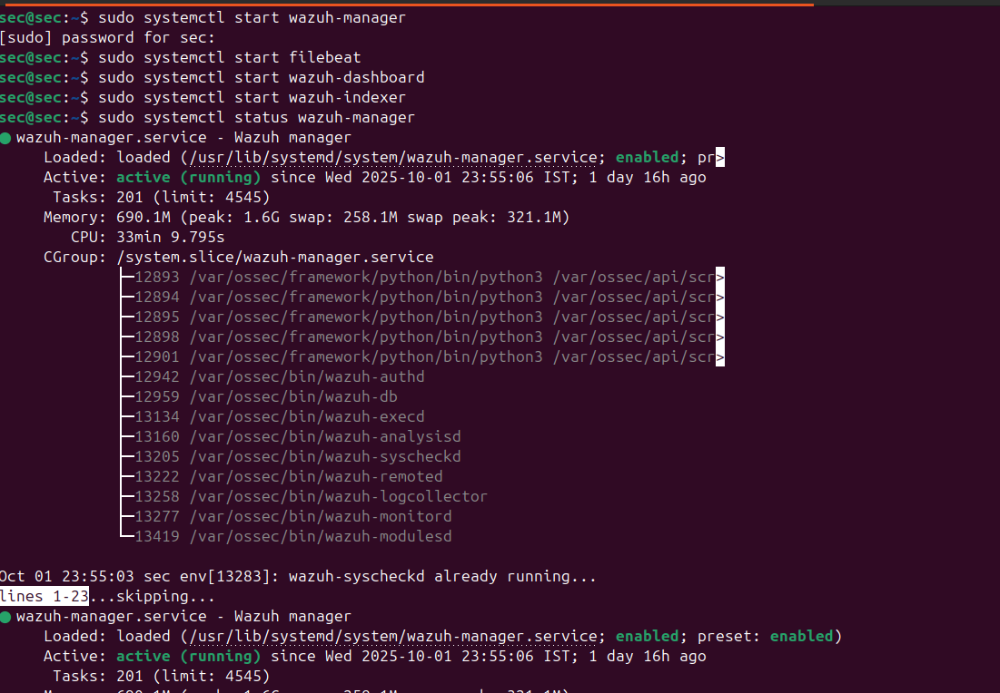 sec@sec:~$ sudo systemctl start wazuh-manager
[sudo] password for sec:
sec@sec:~$ sudo systemctl start filebeat
sec@sec:~$ sudo systemctl start wazuh-dashboard
sec@sec:~$ sudo systemctl start wazuh-indexer
sec@sec:~$ sudo systemctl status wazuh-manager
● wazuh-manager.service - Wazuh manager
     Loaded: loaded (/usr/lib/systemd/system/wazuh-manager.service; enabled; pr>
     Active: active (running) since Wed 2025-10-01 23:55:06 IST; 1 day 16h ago
      Tasks: 201 (limit: 4545)
     Memory: 690.1M (peak: 1.6G swap: 258.1M swap peak: 321.1M)
        CPU: 33min 9.795s
     CGroup: /system.slice/wazuh-manager.service
             ├─12893 /var/ossec/framework/python/bin/python3 /var/ossec/api/scr>
             ├─12894 /var/ossec/framework/python/bin/python3 /var/ossec/api/scr>
             ├─12895 /var/ossec/framework/python/bin/python3 /var/ossec/api/scr>
             ├─12898 /var/ossec/framework/python/bin/python3 /var/ossec/api/scr>
             ├─12901 /var/ossec/framework/python/bin/python3 /var/ossec/api/scr>
             ├─12942 /var/ossec/bin/wazuh-authd
             ├─12959 /var/ossec/bin/wazuh-db
             ├─13134 /var/ossec/bin/wazuh-execd
             ├─13160 /var/ossec/bin/wazuh-analysisd
             ├─13205 /var/ossec/bin/wazuh-syscheckd
             ├─13222 /var/ossec/bin/wazuh-remoted
             ├─13258 /var/ossec/bin/wazuh-logcollector
             ├─13277 /var/ossec/bin/wazuh-monitord
             └─13419 /var/ossec/bin/wazuh-modulesd
Oct 01 23:55:03 sec env[13283]: wazuh-syscheckd already running...
lines 1-23...skipping...
● wazuh-manager.service - Wazuh manager
     Loaded: loaded (/usr/lib/systemd/system/wazuh-manager.service; enabled; preset: enabled)
     Active: active (running) since Wed 2025-10-01 23:55:06 IST; 1 day 16h ago
      Tasks: 201 (limit: 4545)